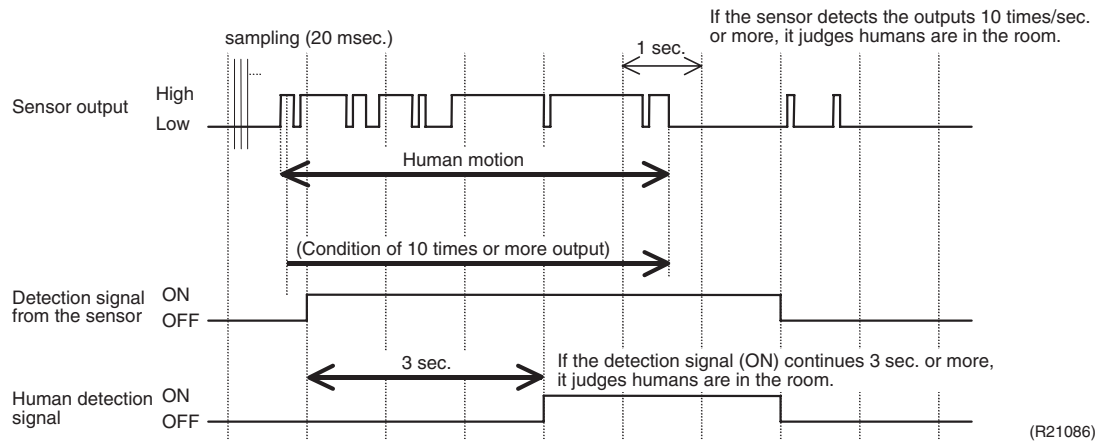 If the sensor detects the outputs 10 times/sec.
or more, it judges humans are in the room.
sampling (20 msec.)
1 sec.
....
Sensor output
High
Low
Human motion
(Condition of 10 times or more output)
Detection signal
from the sensor
ON
OFF
3 sec.
If the detection signal (ON) continues 3 sec. or more,
it judges humans are in the room.
Human detection
signal
ON
OFF
(R21086)